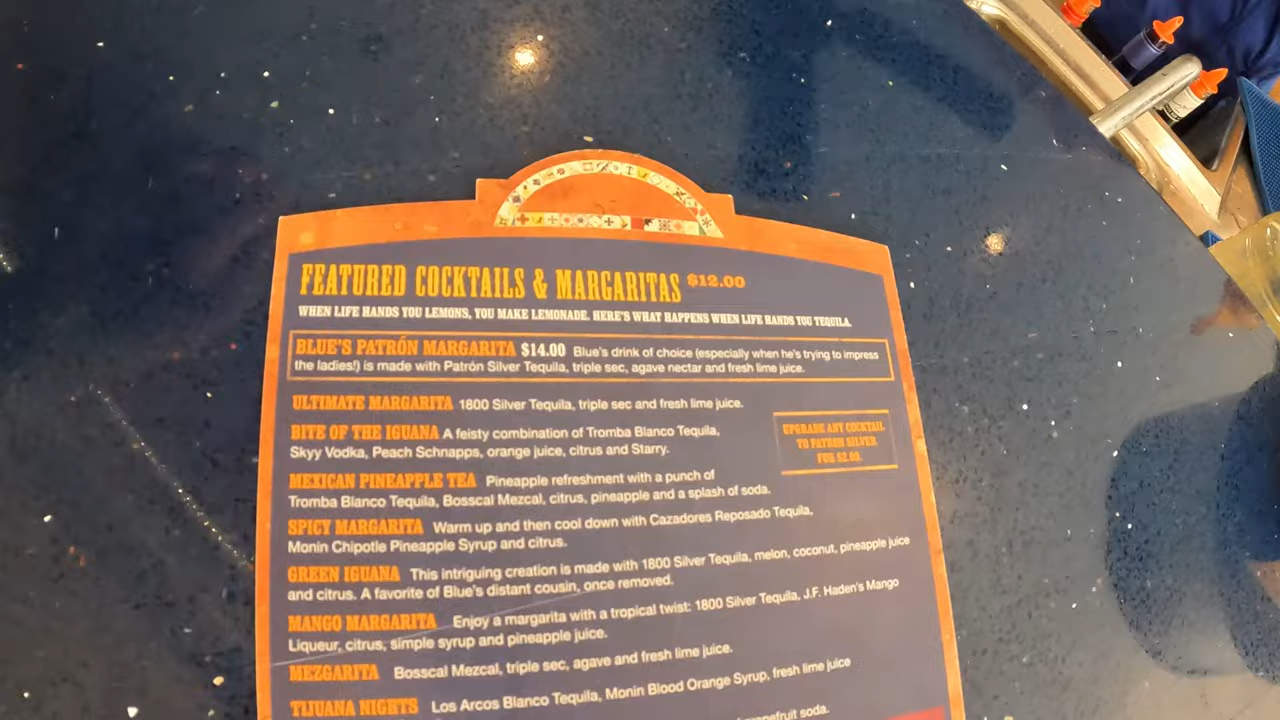 FEATURED COCKTAILS & MARGARITAS $12.00
WHEN LIFE HANDS YOU LEMONS, YOU MAKE LEMONADE. HERE'S WHAT HAPPENS WHEN LIFE HANDS YOU TEQUILA.
BLUE'S PATRÓN MARGARITA $14.00 Blue's drink of choice (especially when he's trying to impress
the ladies!) is made with Patrón Silver Tequila, triple sec, agave nectar and fresh lime juice.
ULTIMATE MARGARITA 1800 Silver Tequila, triple sec and fresh lime juice.
BITE OF THE IGUANA A feisty combination of Tromba Blanco Tequila,
Skyy Vodka, Peach Schnapps, orange juice, citrus and Starry.
UPGRADE ANY COCKTAIL
TO PATRON SILVER
FOR $2.00.
MEXICAN PINEAPPLE TEA Pineapple refreshment with a punch of
Tromba Blanco Tequila, Bosscal Mezcal, citrus, pineapple and a splash of soda.
SPICY MARGARITA Warm up and then cool down with Cazadores Reposado Tequila,
Monin Chipotle Pineapple Syrup and citrus.
GREEN IGUANA This intriguing creation is made with 1800 Silver Tequila, melon, coconut, pineapple juice
and citrus. A favorite of Blue's distant cousin, once removed.
MANGO MARGARITA Enjoy a margarita with a tropical twist: 1800 Silver Tequila, J.F. Haden's Mango
Liqueur, citrus, simple syrup and pineapple juice.
MEZGARITA Bosscal Mezcal, triple sec, agave and fresh lime juice.
TIJUANA NIGHTS Los Arcos Blanco Tequila, Monin Blood Orange Syrup, fresh lime juice
grapefruit soda.